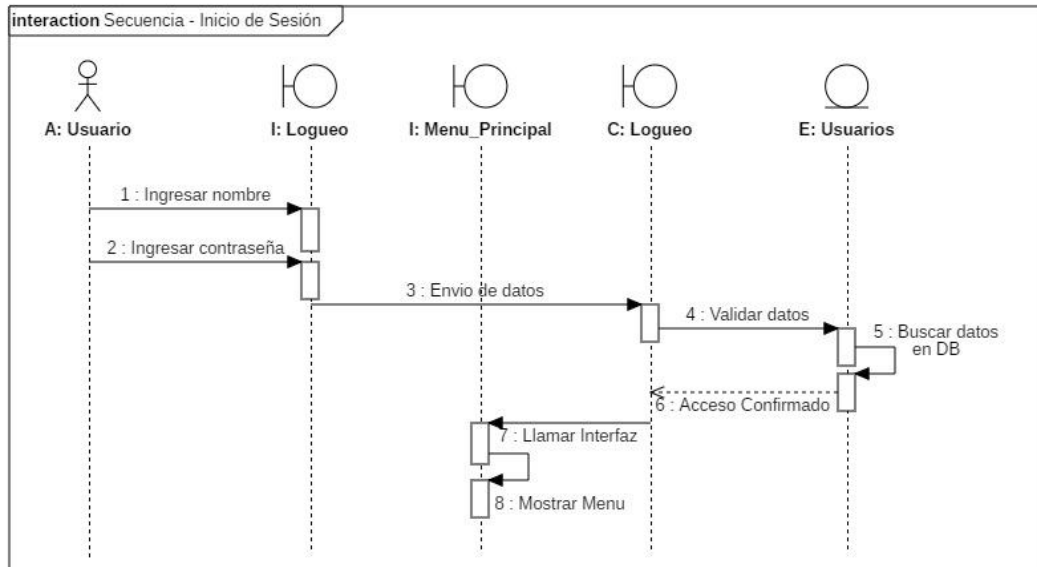 interaction Secuencia - Inicio de Sesión
A: Usuario
I: Logueo
I: Menu_Principal
C: Logueo
E: Usuarios
1 : Ingresar nombre
2 : Ingresar contraseña
3 : Envio de datos
4 : Validar datos
5 : Buscar datos
en DB
6 : Acceso Confirmado
7 : Llamar Interfaz
8 : Mostrar Menu